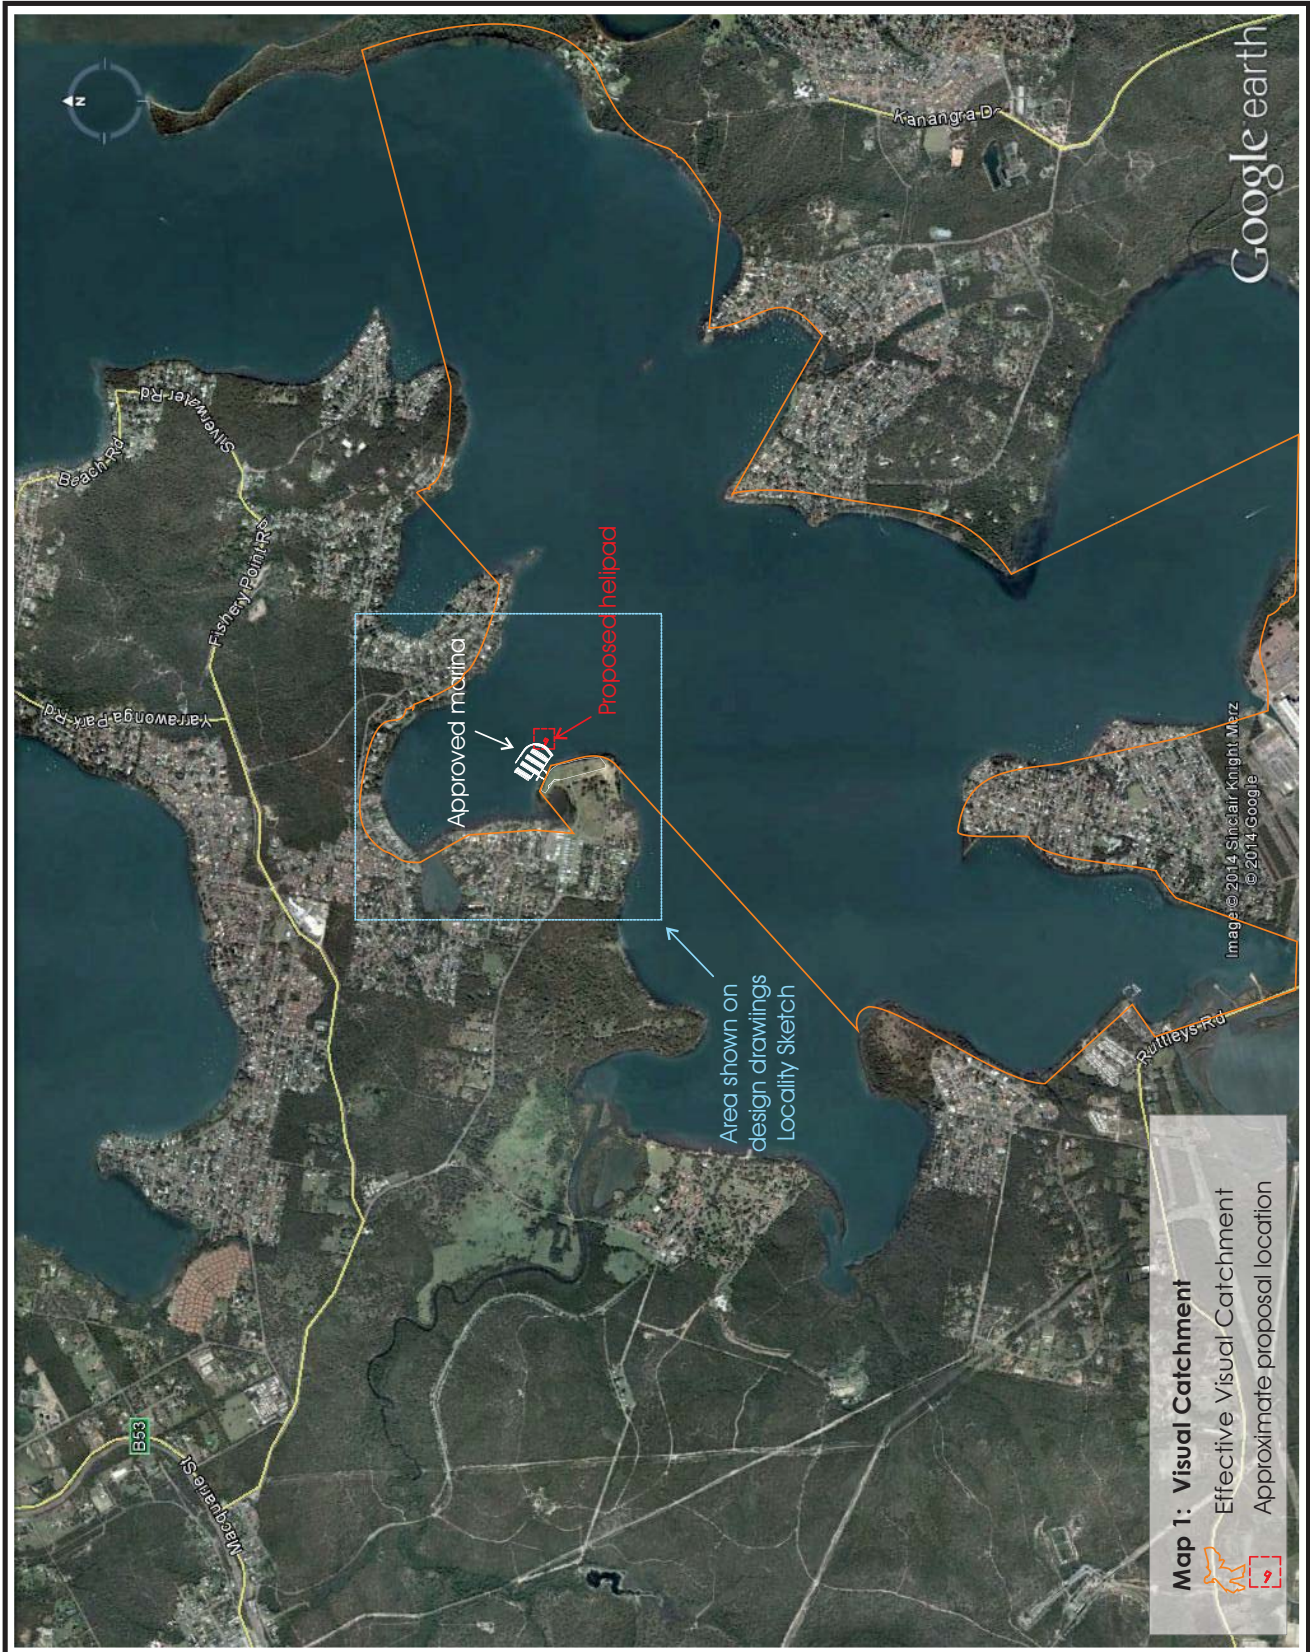 Beach Rd
Silverwater Rd
Fishery Point Rd
Yarrawonga Park Rd
B53
Macquarie St
Kanangra Dr
Ruttleys Rd
N
Approved marina
Proposed helipad
Area shown on
design drawings
Locality Sketch
Google earth
Image © 2014 Sinclair Knight Merz
© 2014 Google
Map 1: Visual Catchment
Effective Visual Catchment
Approximate proposal location